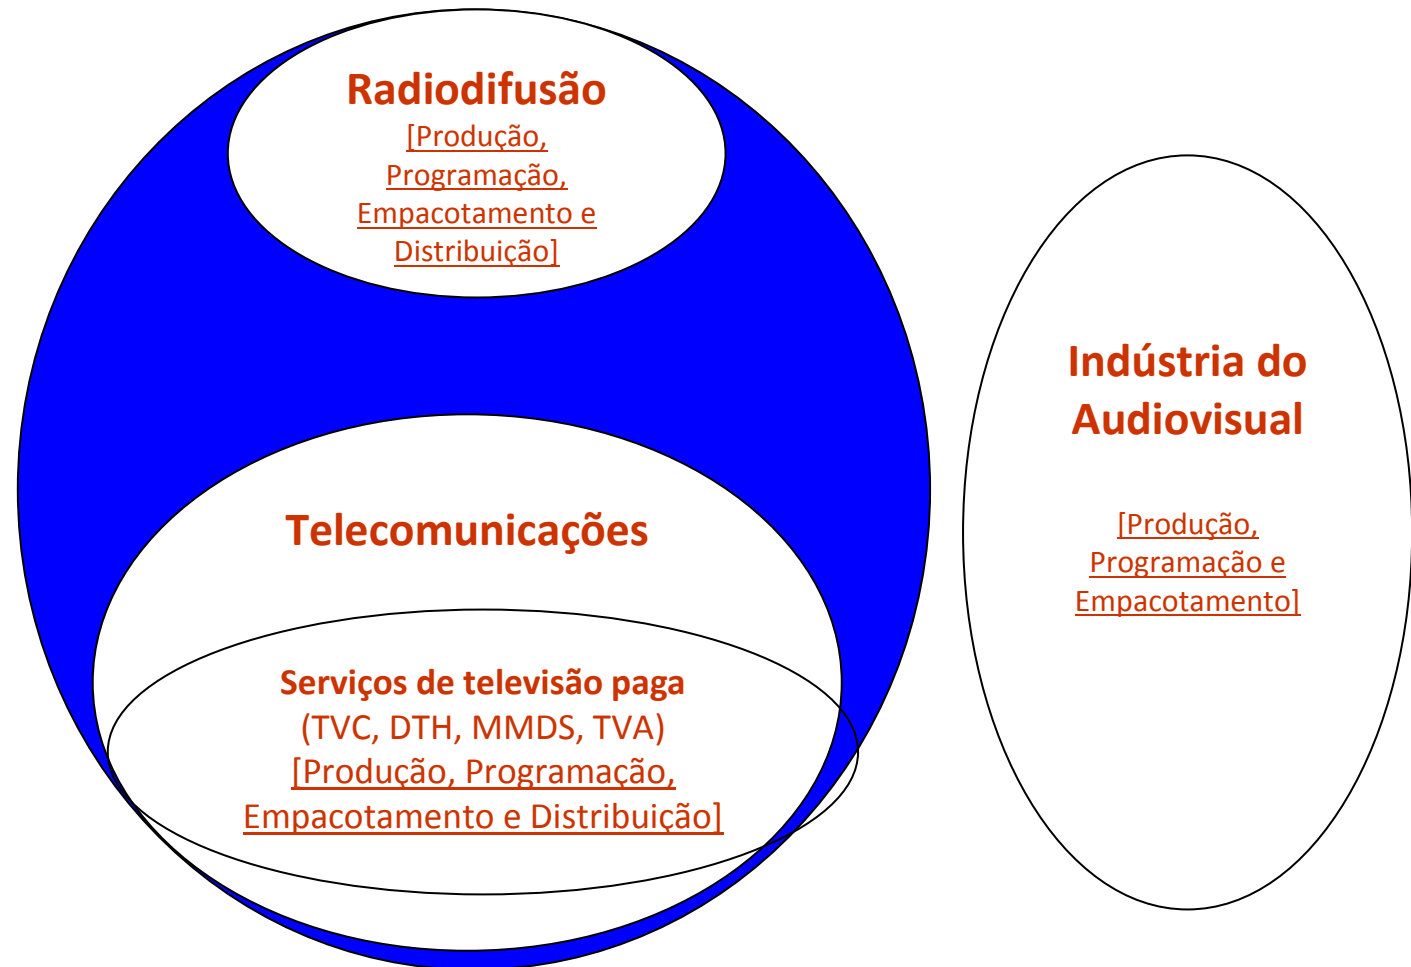 Radiodifusão
[Produção,
Programação,
Empacotamento e
Distribuição]
Telecomunicações
Serviços de televisão paga
(TVC, DTH, MMDS, TVA)
[Produção, Programação,
Empacotamento e Distribuição]
Indústria do
Audiovisual
[Produção,
Programação e
Empacotamento]